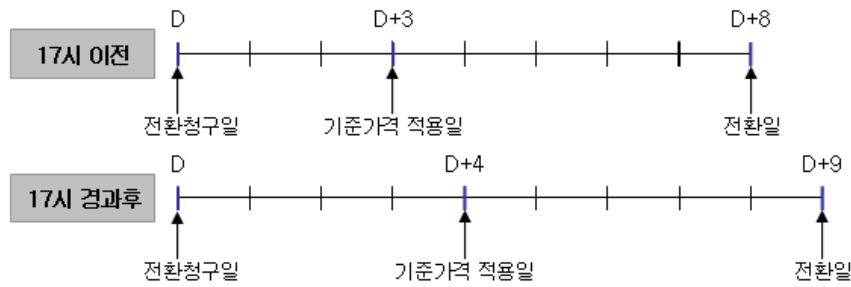 D D+3 D+8
17시 이전
전환청구일 기준가격 적용일 전환일
D D+4 D+9
17시 경과후
전환청구일 기준가격 적용일 전환일